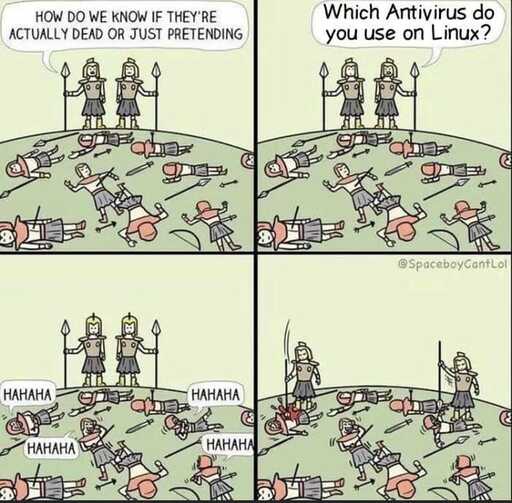 HOW DO WE KNOW IF THEY'RE
ACTUALLY DEAD OR JUST PRETENDING
Which Antivirus do
you use on Linux?
@SpaceboyCantLol
HAHAHA
HAHAHA
HAHAHA
HAHAHA